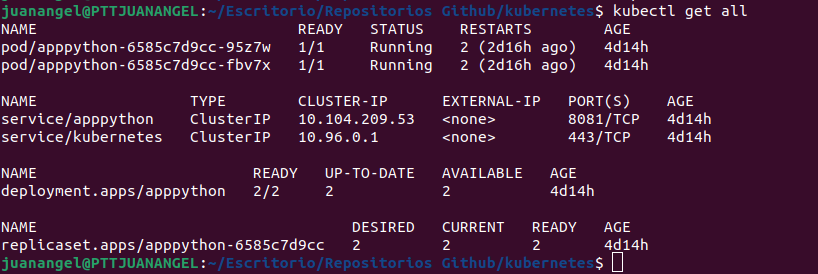 juanangel@PTTJUANANGEL:~/Escritorio/Repositorios Github/kubernetes$ kubectl get all
NAME READY STATUS RESTARTS AGE
pod/apppython-6585c7d9cc-95z7w 1/1 Running 2 (2d16h ago) 4d14h
pod/apppython-6585c7d9cc-fbv7x 1/1 Running 2 (2d16h ago) 4d14h
NAME TYPE CLUSTER-IP EXTERNAL-IP PORT(S) AGE
service/apppython ClusterIP 10.104.209.53 <none> 8081/TCP 4d14h
service/kubernetes ClusterIP 10.96.0.1 <none> 443/TCP 4d14h
NAME READY UP-TO-DATE AVAILABLE AGE
deployment.apps/apppython 2/2 2 2 4d14h
NAME DESIRED CURRENT READY AGE
replicaset.apps/apppython-6585c7d9cc 2 2 2 4d14h
juanangel@PTTJUANANGEL:~/Escritorio/Repositorios Github/kubernetes$